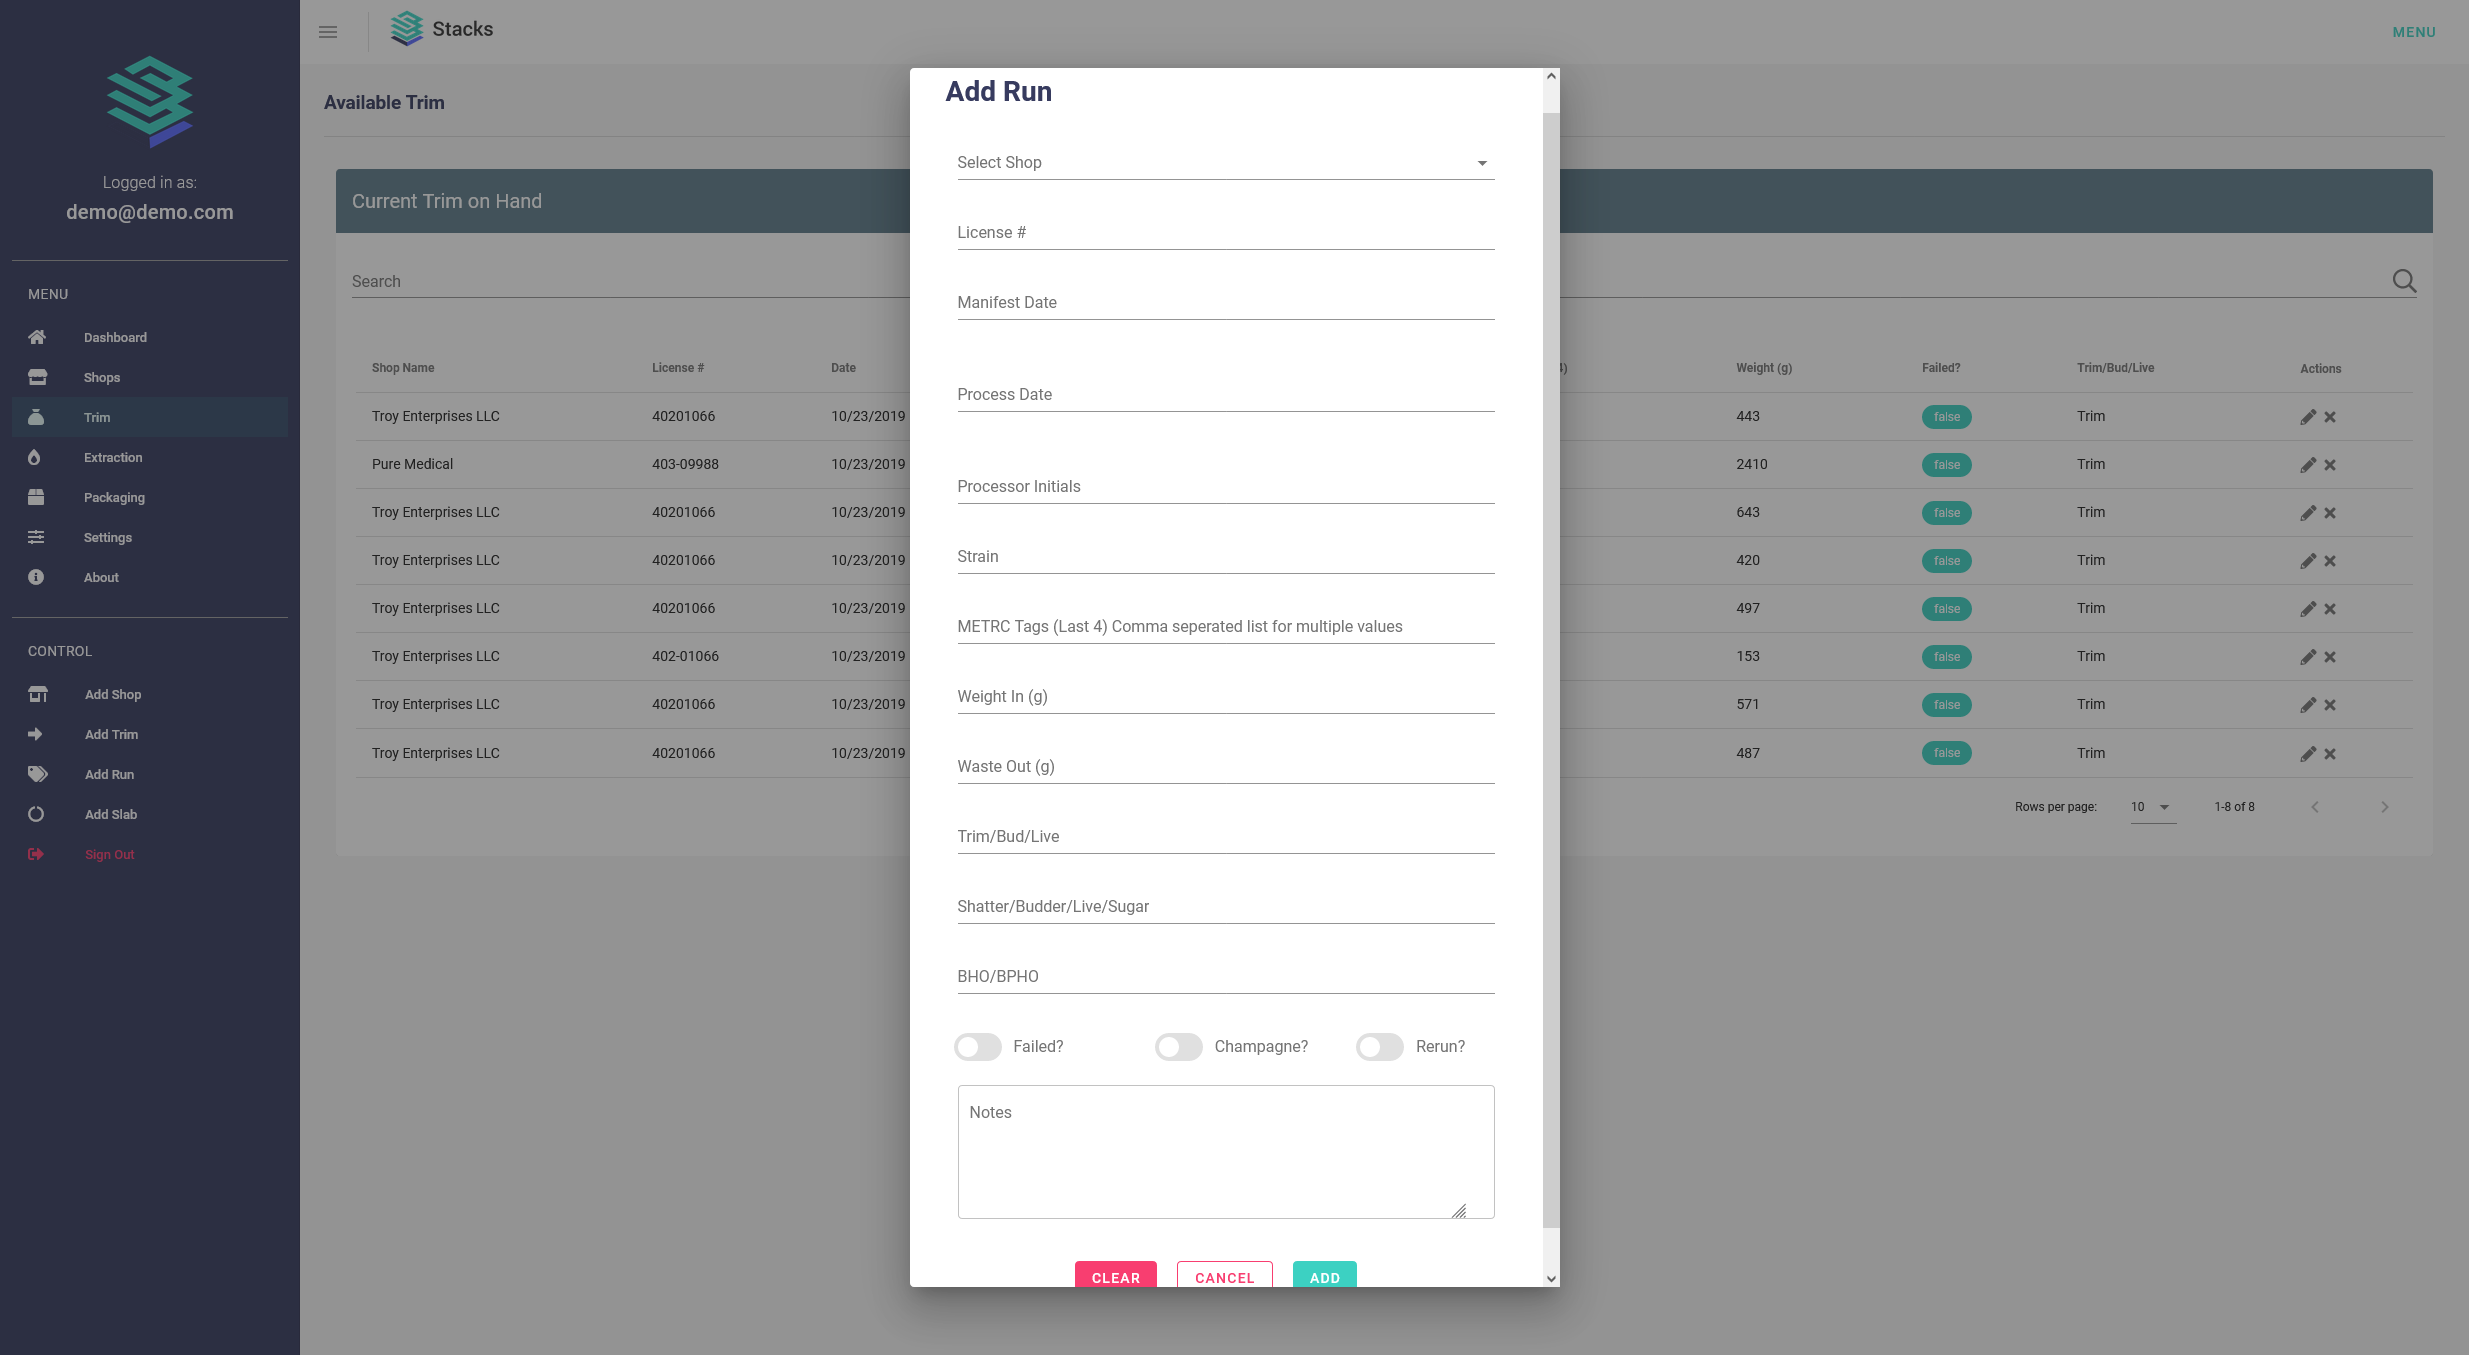 Stacks
MENU
Logged in as:
demo@demo.com
MENU
Dashboard
Shops
Trim
Extraction
Packaging
Settings
About
CONTROL
Add Shop
Add Trim
Add Run
Add Slab
Sign Out
Available Trim
Current Trim on Hand
Search
Shop Name License # Date 4) Weight (g) Failed? Trim/Bud/Live Actions
Troy Enterprises LLC 40201066 10/23/2019 443 false Trim
Pure Medical 403-09988 10/23/2019 2410 false Trim
Troy Enterprises LLC 40201066 10/23/2019 643 false Trim
Troy Enterprises LLC 40201066 10/23/2019 420 false Trim
Troy Enterprises LLC 40201066 10/23/2019 497 false Trim
Troy Enterprises LLC 402-01066 10/23/2019 153 false Trim
Troy Enterprises LLC 40201066 10/23/2019 571 false Trim
Troy Enterprises LLC 40201066 10/23/2019 487 false Trim
Rows per page: 10 1-8 of 8
Add Run
Select Shop
License #
Manifest Date
Process Date
Processor Initials
Strain
METRC Tags (Last 4) Comma seperated list for multiple values
Weight In (g)
Waste Out (g)
Trim/Bud/Live
Shatter/Budder/Live/Sugar
BHO/BPHO
Failed? Champagne? Rerun?
Notes
CLEAR CANCEL ADD